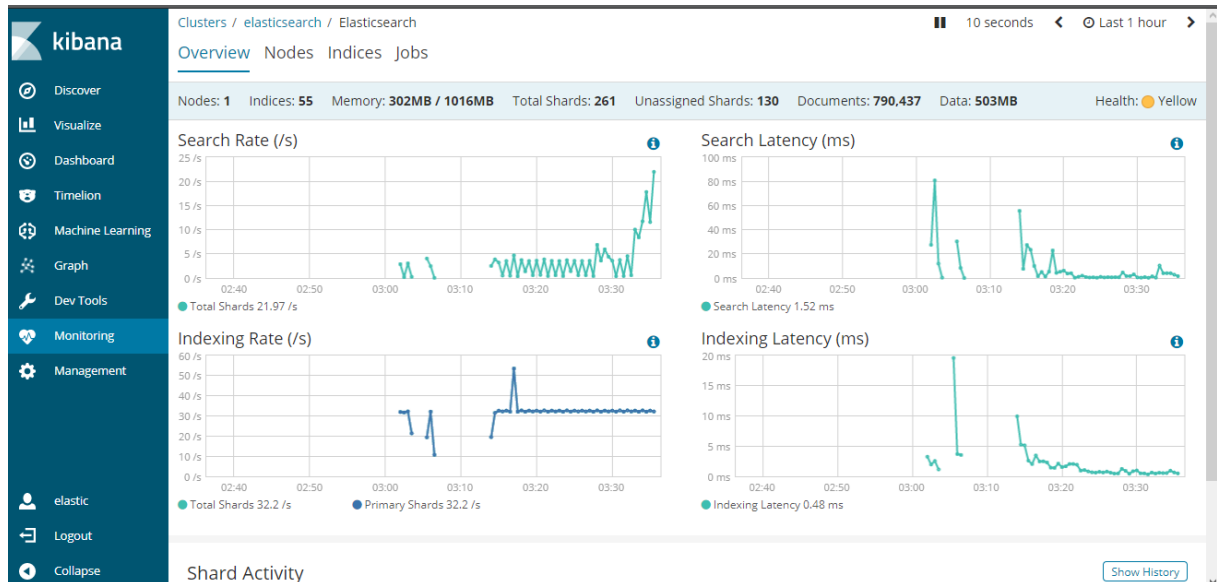 kibana
Discover
Visualize
Dashboard
Timelion
Machine Learning
Graph
Dev Tools
Monitoring
Management
elastic
Logout
Collapse
Clusters / elasticsearch / Elasticsearch
10 seconds Last 1 hour
Overview Nodes Indices Jobs
Nodes: 1 Indices: 55 Memory: 302MB / 1016MB Total Shards: 261 Unassigned Shards: 130 Documents: 790,437 Data: 503MB Health: Yellow
Search Rate (/s)
25 /s
20 /s
15 /s
10 /s
5 /s
0 /s
02:40 02:50 03:00 03:10 03:20 03:30
Total Shards 21.97 /s
Search Latency (ms)
100 ms
80 ms
60 ms
40 ms
20 ms
0 ms
02:40 02:50 03:00 03:10 03:20 03:30
Search Latency 1.52 ms
Indexing Rate (/s)
60 /s
50 /s
40 /s
30 /s
20 /s
10 /s
0 /s
02:40 02:50 03:00 03:10 03:20 03:30
Total Shards 32.2 /s Primary Shards 32.2 /s
Indexing Latency (ms)
20 ms
15 ms
10 ms
5 ms
0 ms
02:40 02:50 03:00 03:10 03:20 03:30
Indexing Latency 0.48 ms
Shard Activity
Show History